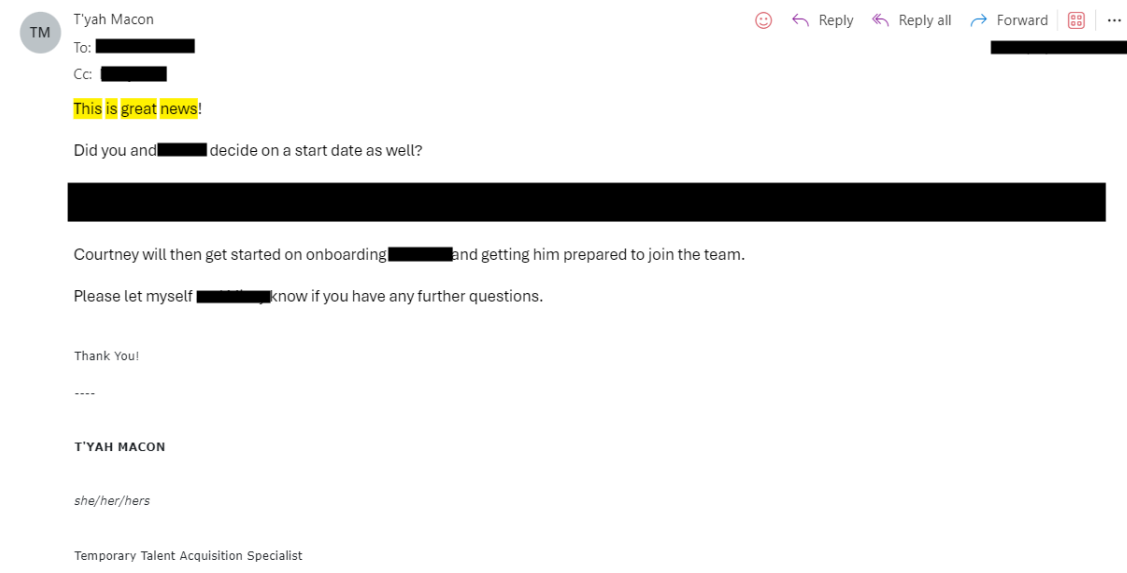 TM
T'yah Macon
Reply
Reply all
Forward
To:
Cc:
This is great news!
Did you and decide on a start date as well?
Courtney will then get started on onboarding and getting him prepared to join the team.
Please let myself know if you have any further questions.
Thank You!
----
T'YAH MACON
she/her/hers
Temporary Talent Acquisition Specialist